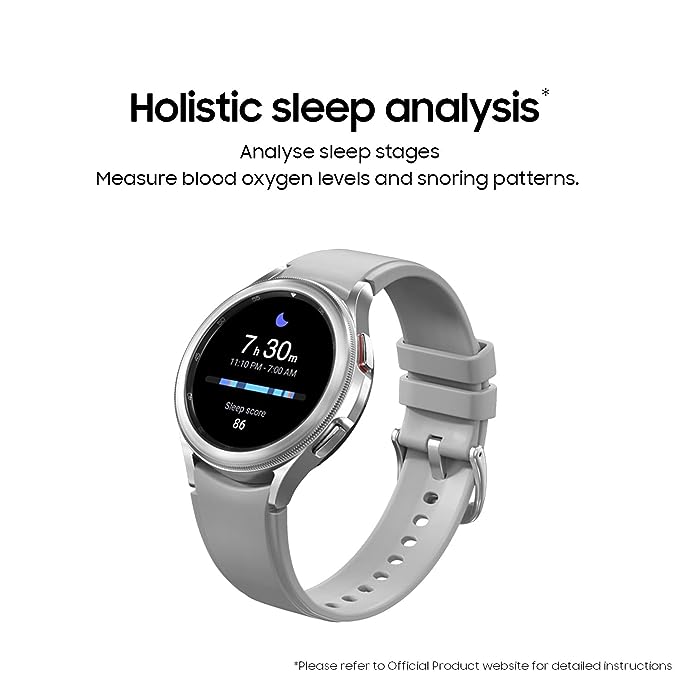 Holistic sleep analysis*
Analyse sleep stages
Measure blood oxygen levels and snoring patterns.
7h 30m
11:10 PM - 7:00 AM
Sleep score
86
*Please refer to Official Product website for detailed instructions